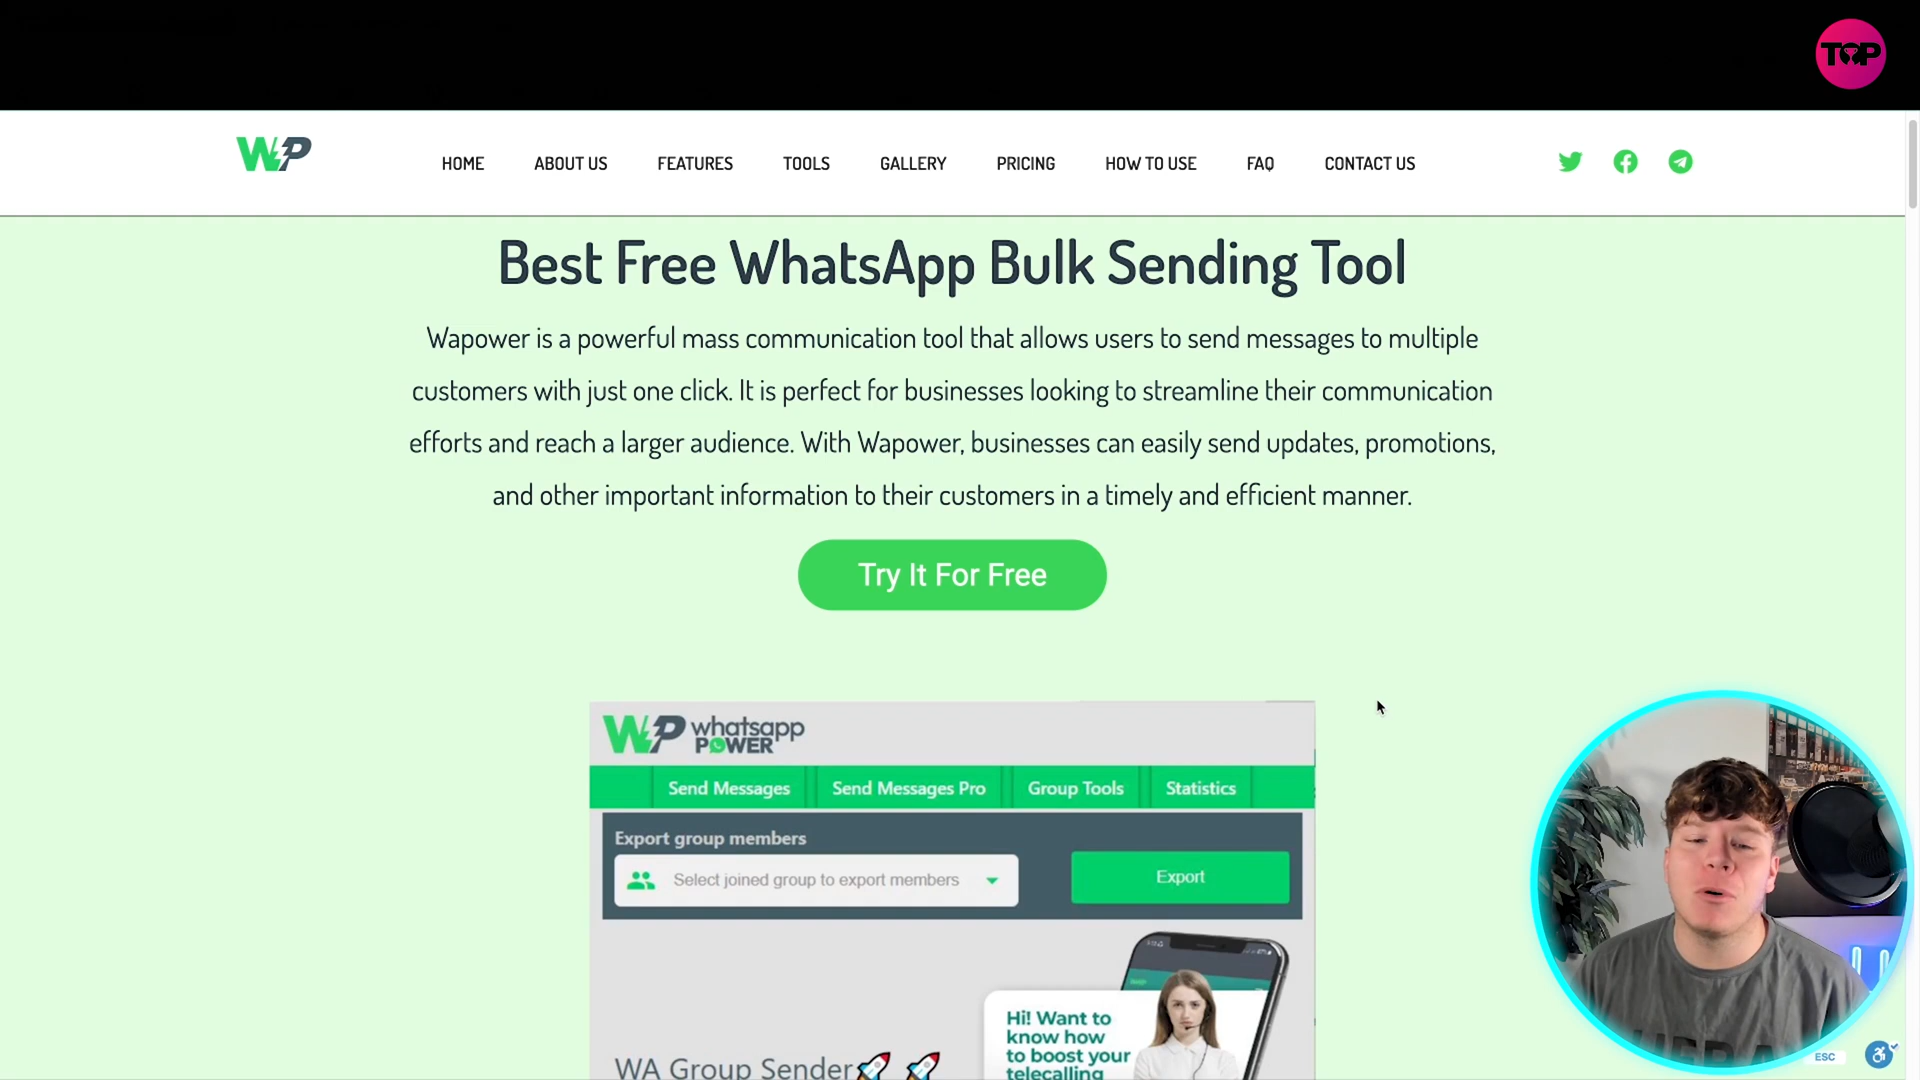 TOP
WP
HOME
ABOUT US
FEATURES
TOOLS
GALLERY
PRICING
HOW TO USE
FAQ
CONTACT US
Best Free WhatsApp Bulk Sending Tool
Wapower is a powerful mass communication tool that allows users to send messages to multiple
customers with just one click. It is perfect for businesses looking to streamline their communication
efforts and reach a larger audience. With Wapower, businesses can easily send updates, promotions,
and other important information to their customers in a timely and efficient manner.
Try It For Free
WP whatsapp
POWER
Send Messages
Send Messages Pro
Group Tools
Statistics
Export group members
Select joined group to export members
Export
Hi! Want to
know how
to boost your
telecalling
WA Group Sender
ESC